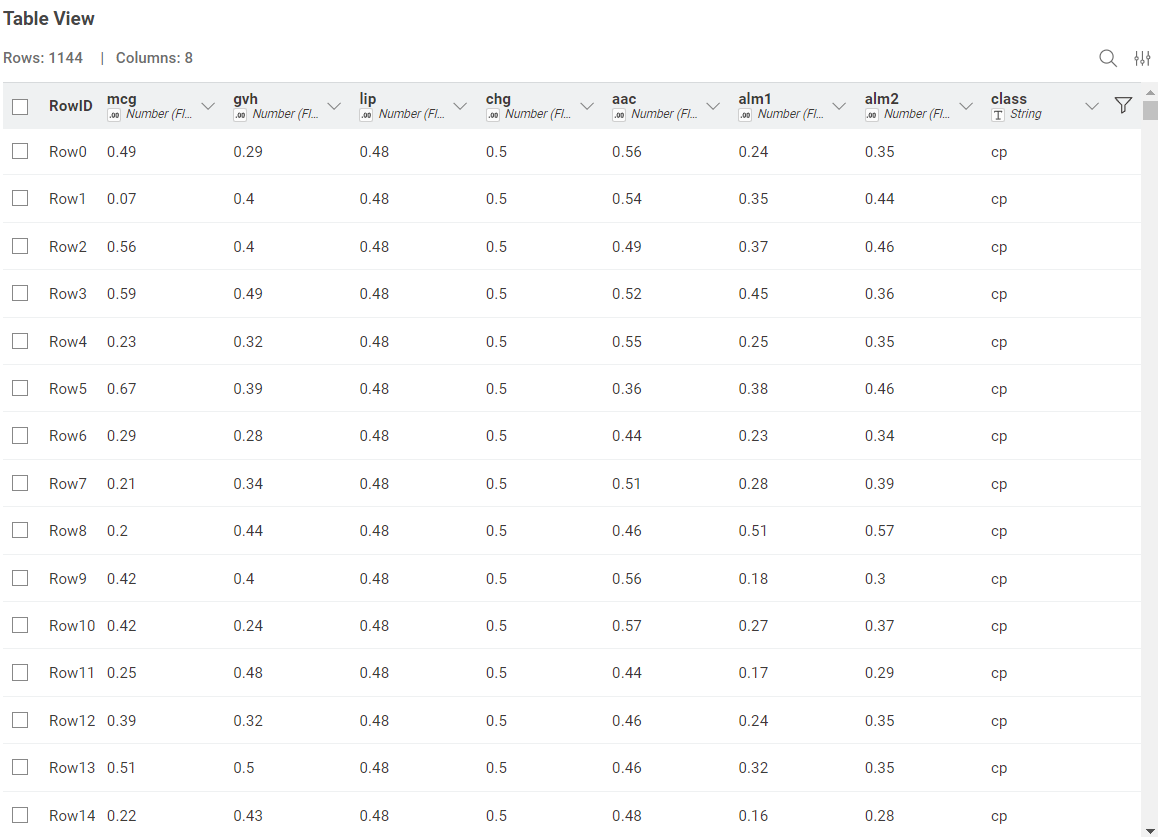 Table View
Rows: 1144 | Columns: 8
RowID mcg gvh lip chg aac alm1 alm2 class
.00 Number (Fl... .00 Number (Fl... .00 Number (Fl... .00 Number (Fl... .00 Number (Fl... .00 Number (Fl... .00 Number (Fl... T String
Row0 0.49 0.29 0.48 0.5 0.56 0.24 0.35 cp
Row1 0.07 0.4 0.48 0.5 0.54 0.35 0.44 cp
Row2 0.56 0.4 0.48 0.5 0.49 0.37 0.46 cp
Row3 0.59 0.49 0.48 0.5 0.52 0.45 0.36 cp
Row4 0.23 0.32 0.48 0.5 0.55 0.25 0.35 cp
Row5 0.67 0.39 0.48 0.5 0.36 0.38 0.46 cp
Row6 0.29 0.28 0.48 0.5 0.44 0.23 0.34 cp
Row7 0.21 0.34 0.48 0.5 0.51 0.28 0.39 cp
Row8 0.2 0.44 0.48 0.5 0.46 0.51 0.57 cp
Row9 0.42 0.4 0.48 0.5 0.56 0.18 0.3 cp
Row10 0.42 0.24 0.48 0.5 0.57 0.27 0.37 cp
Row11 0.25 0.48 0.48 0.5 0.44 0.17 0.29 cp
Row12 0.39 0.32 0.48 0.5 0.46 0.24 0.35 cp
Row13 0.51 0.5 0.48 0.5 0.46 0.32 0.35 cp
Row14 0.22 0.43 0.48 0.5 0.48 0.16 0.28 cp